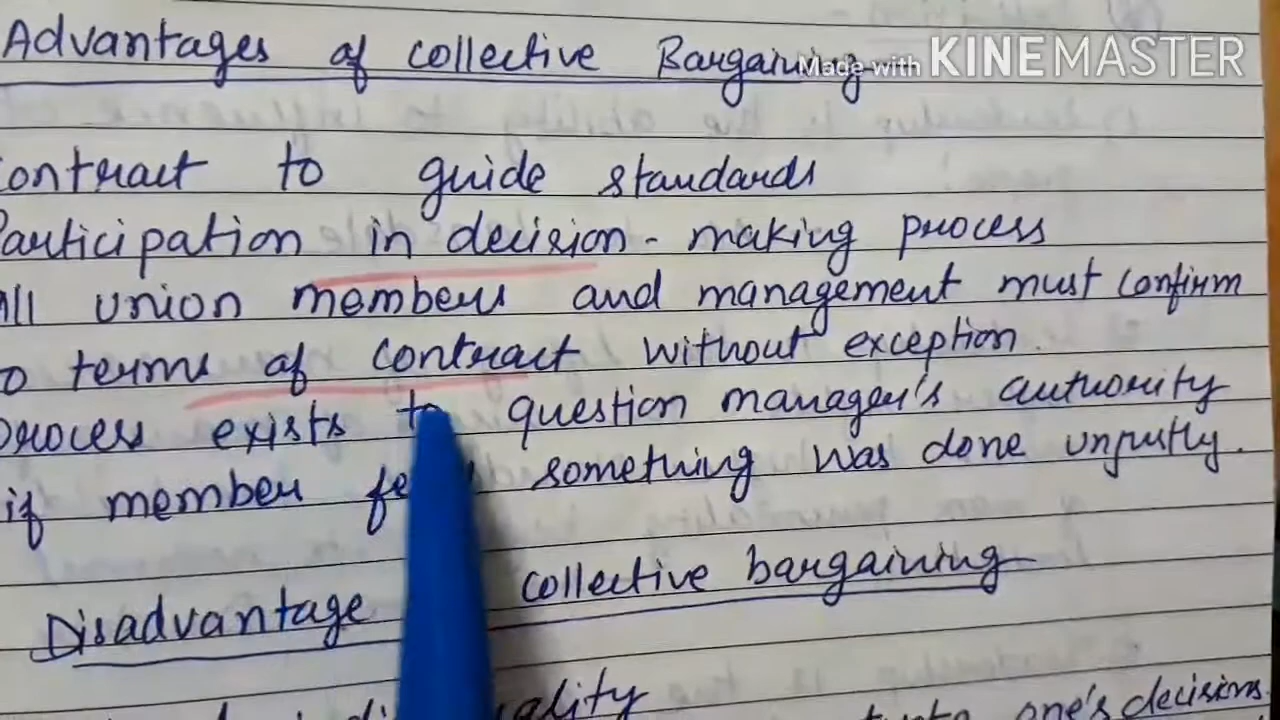 Advantages of collective Bargaining
Made with KINEMASTER
ontract to guide standards
articipation in decision - making process
All union members and management must confirm
o terms of contract without exception.
process exists to question manager's authority
if member fe something was done unjustly.
Disadvantage collective bargaining
ality
one's decisions.